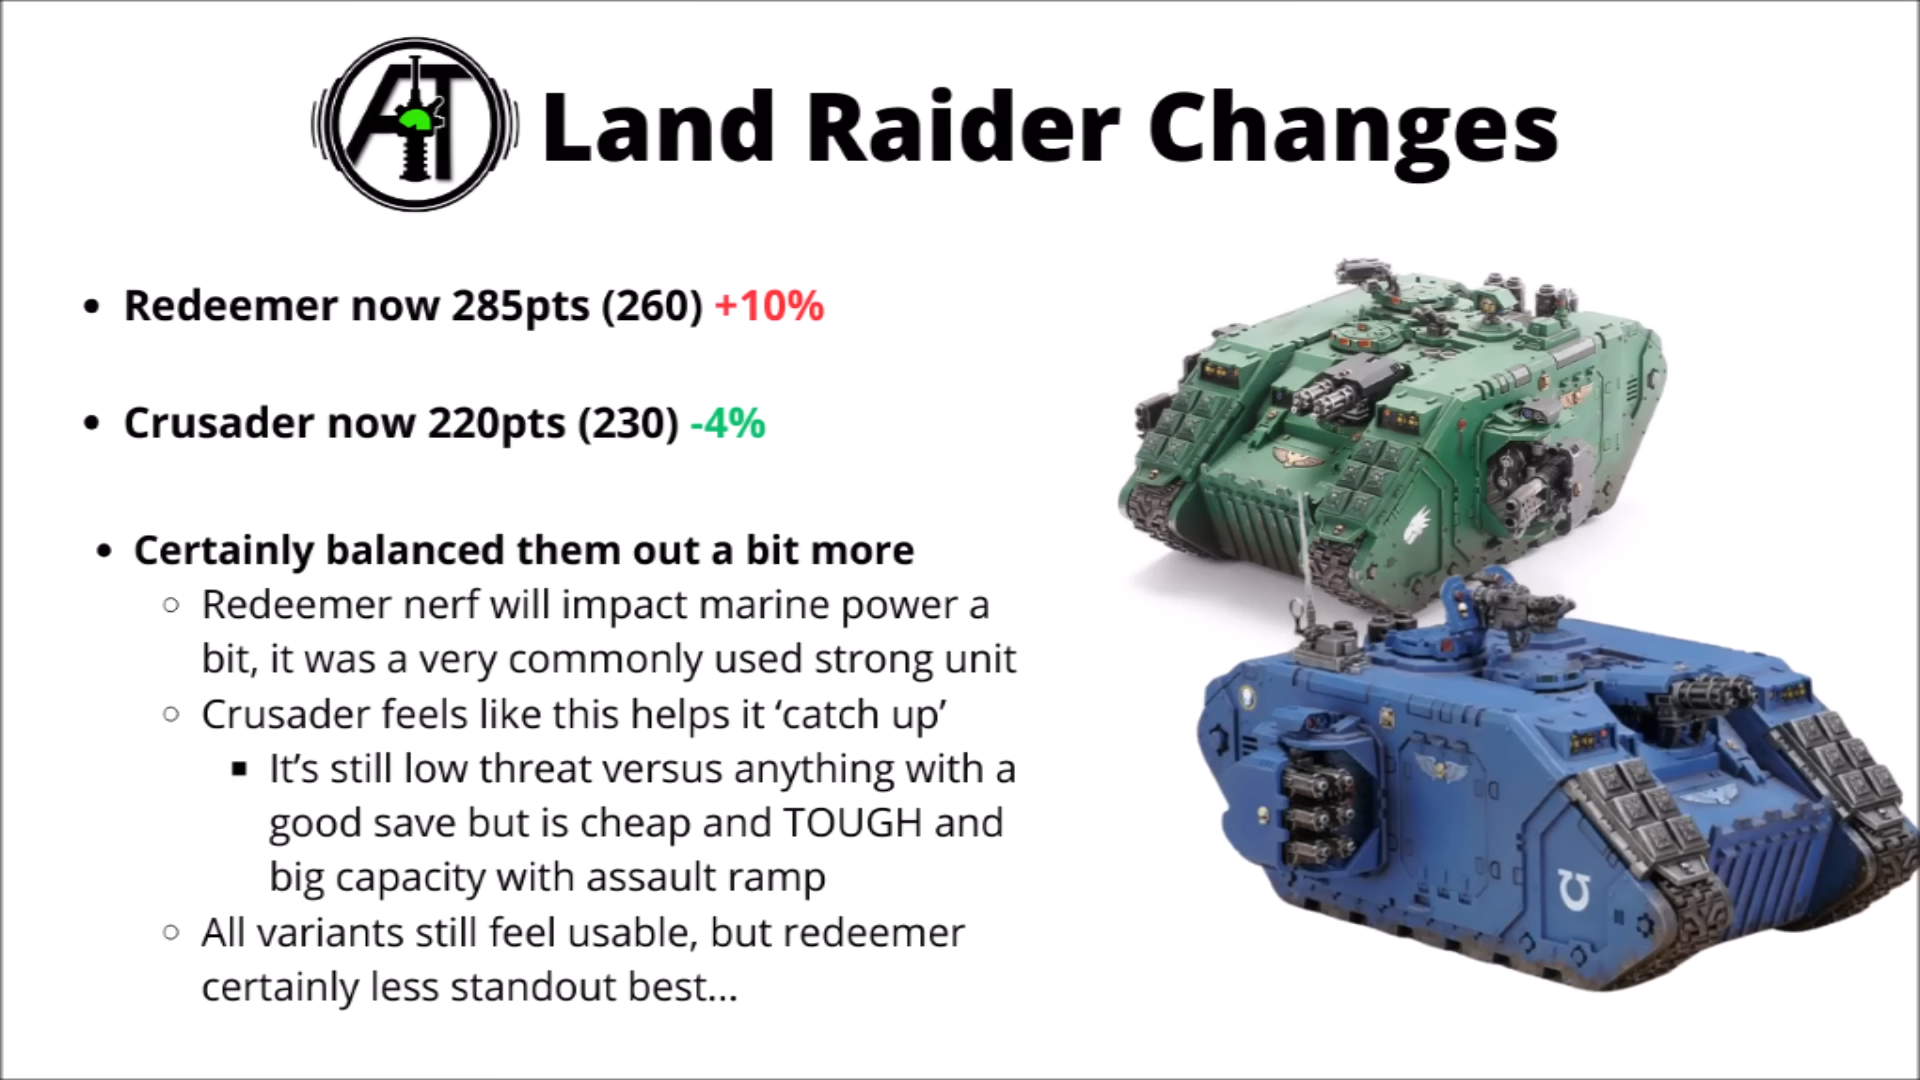 AT Land Raider Changes
• Redeemer now 285pts (260) +10%
• Crusader now 220pts (230) -4%
• Certainly balanced them out a bit more
○ Redeemer nerf will impact marine power a
bit, it was a very commonly used strong unit
○ Crusader feels like this helps it ‘catch up’
▪ It’s still low threat versus anything with a
good save but is cheap and TOUGH and
big capacity with assault ramp
○ All variants still feel usable, but redeemer
certainly less standout best...